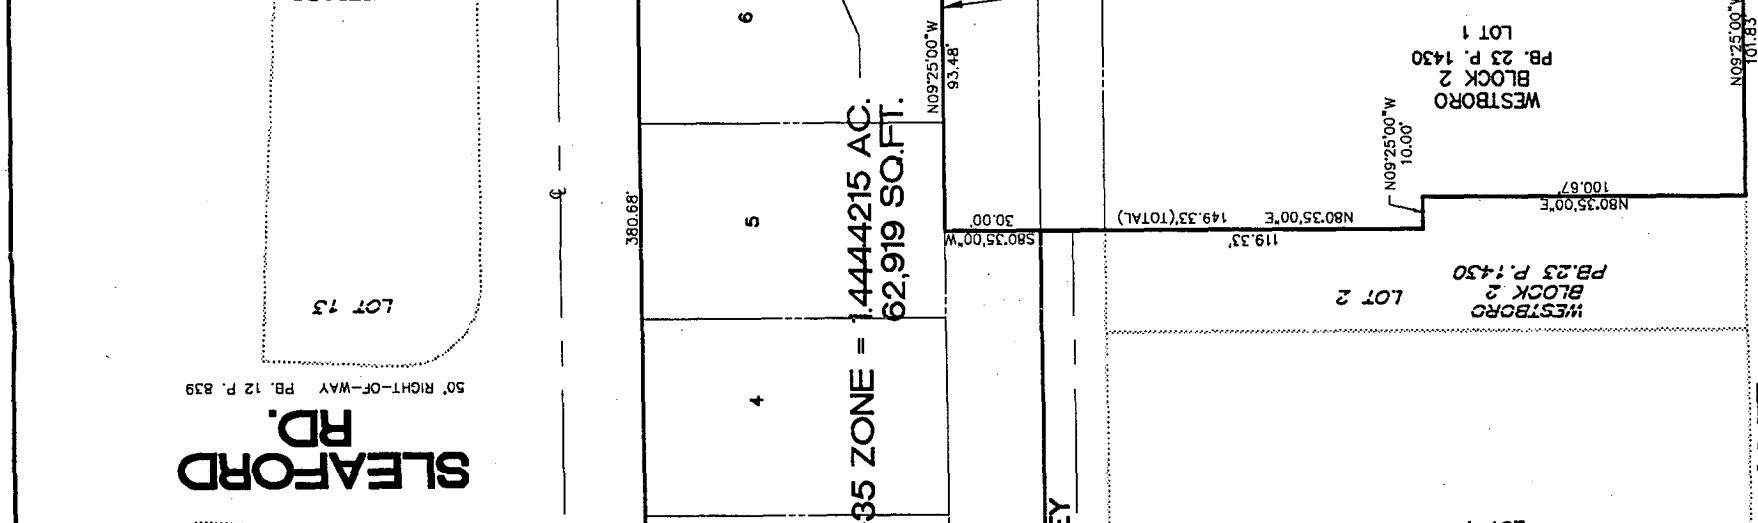 SLEAFORD
RD.
50' RIGHT-OF-WAY PB. 12 P. 839
LOT 13
℄
380.68'
6
5
4
35 ZONE = 1.4444215 AC.
62,919 SQ.FT.
N09°25'00"W
93.48'
S80°35'00"W
30.00'
N80°35'00"E 149.33'(TOTAL)
119.33'
N09°25'00"W
10.00'
N80°35'00"E
100.67'
N09°25'00"W
101.83'
WESTBORO
BLOCK 2
PB. 23 P. 1430
LOT 1
WESTBORO
BLOCK 2
PB.23 P.1430
LOT 2
EY